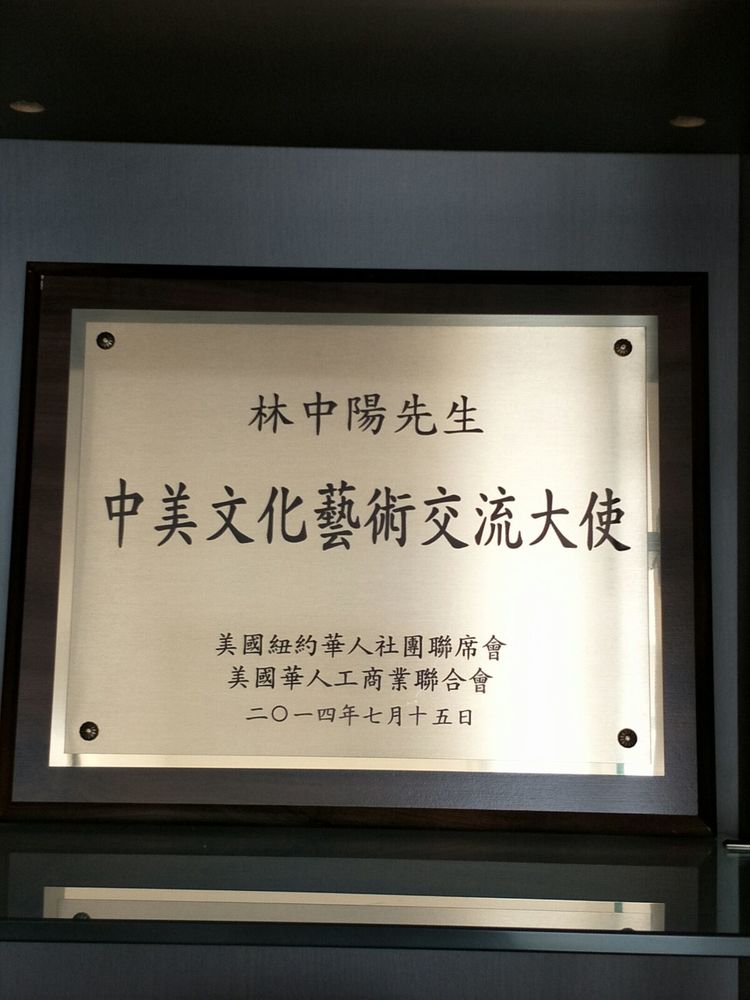 林中陽先生
中美文化藝術交流大使
美國紐約華人社團聯席會
美國華人工商業聯合會
二〇一四年七月十五日